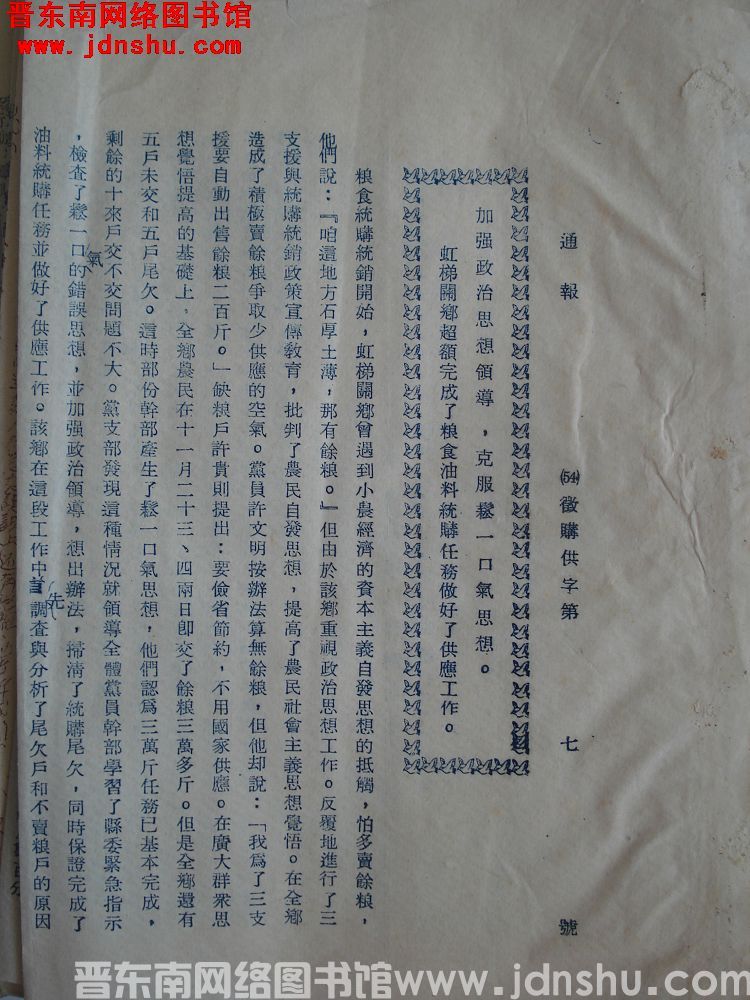 晋东南网络图书馆
www.jdnshu.com
通報
(54)徵購供字第 七 號
加强政治思想領導,克服鬆一口氣思想。
虹梯關鄉超額完成了粮食油料統購任務做好了供應工作。
粮食統購統銷開始,虹梯關鄉曾遇到小農經濟的資本主義自發思想的抵觸,怕多賣餘粮,
他們說:『咱這地方石厚土薄,那有餘粮。』但由於該鄉重視政治思想工作。反覆地進行了三
支援與統購統銷政策宣傳敎育,批判了農民自發思想,提高了農民社會主義思想覺悟。在全鄉
造成了積極賣餘粮爭取少供應的空氣。黨員許文明按辦法算無餘粮,但他却說:「我爲了三支
援要自動出售餘粮二百斤。」缺粮戶許貴則提出:要儉省節約,不用國家供應。在廣大群衆思
想覺悟提高的基礎上,全鄉農民在十一月二十三、四兩日卽交了餘粮三萬多斤。但是全鄉還有
五戶未交和五戶尾欠。這時部份幹部產生了鬆一口氣思想,他們認爲三萬斤任務已基本完成,
剩餘的十來戶交不交問題不大。黨支部發現這種情况就領導全體黨員幹部學習了縣委緊急指示
,檢查了鬆一口氣的錯誤思想,並加强政治領導,想出辦法,掃清了統購尾欠,同時保證完成了
油料統購任務並做好了供應工作。該鄉在這段工作中首先調査與分析了尾欠戶和不賣粮戶的原因
晋东南网络图书馆www.jdnshu.com